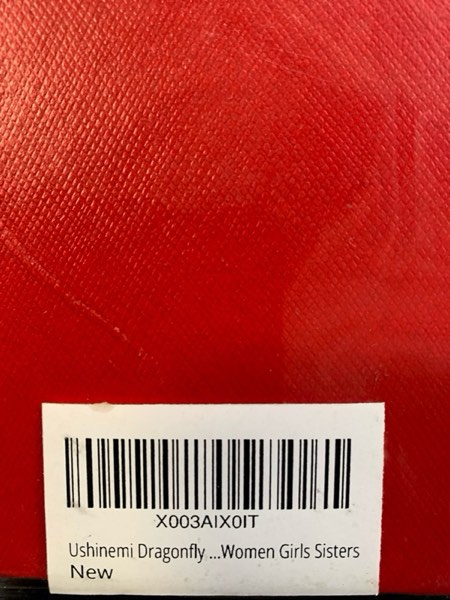 X003AIX0IT
Ushinemi Dragonfly ...Women Girls Sisters
New